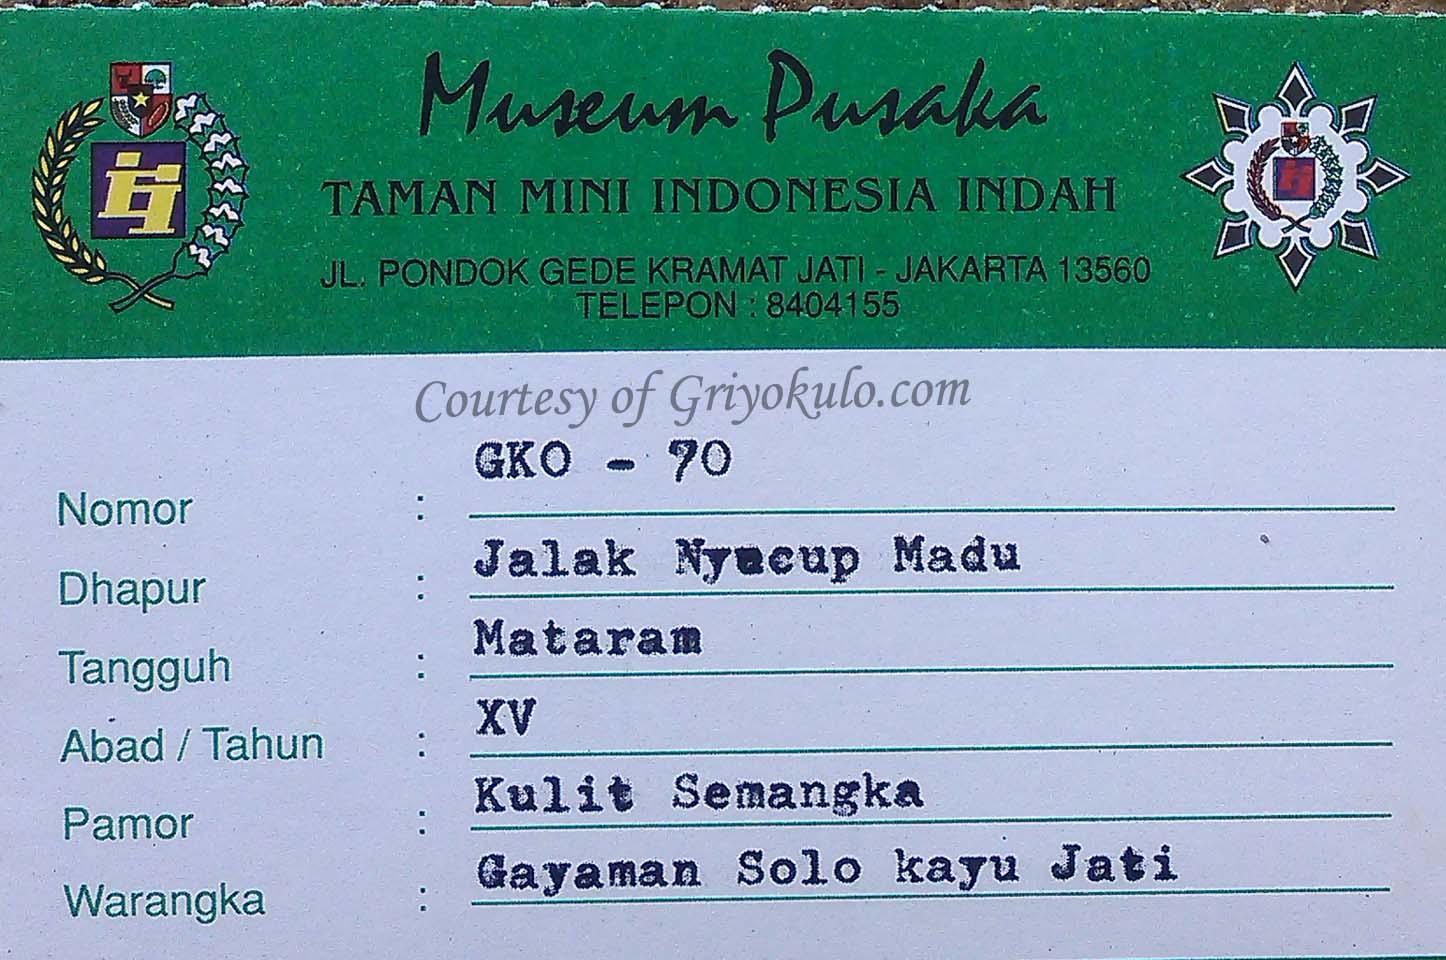 Museum Pusaka
TAMAN MINI INDONESIA INDAH
JL. PONDOK GEDE KRAMAT JATI - JAKARTA 13560
TELEPON : 8404155
Courtesy of Griyokulo.com
Nomor : GKO - 70
Dhapur : Jalak Nyucup Madu
Tangguh : Mataram
Abad / Tahun : XV
Pamor : Kulit Semangka
Warangka : Gayaman Solo kayu Jati